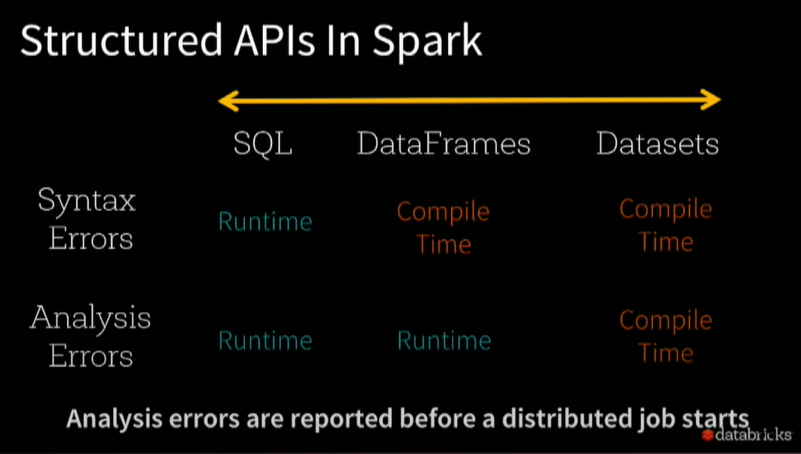 Structured APIs In Spark
SQL DataFrames Datasets
Syntax
Errors
Runtime
Compile
Time
Compile
Time
Analysis
Errors
Runtime
Runtime
Compile
Time
Analysis errors are reported before a distributed job starts
databricks